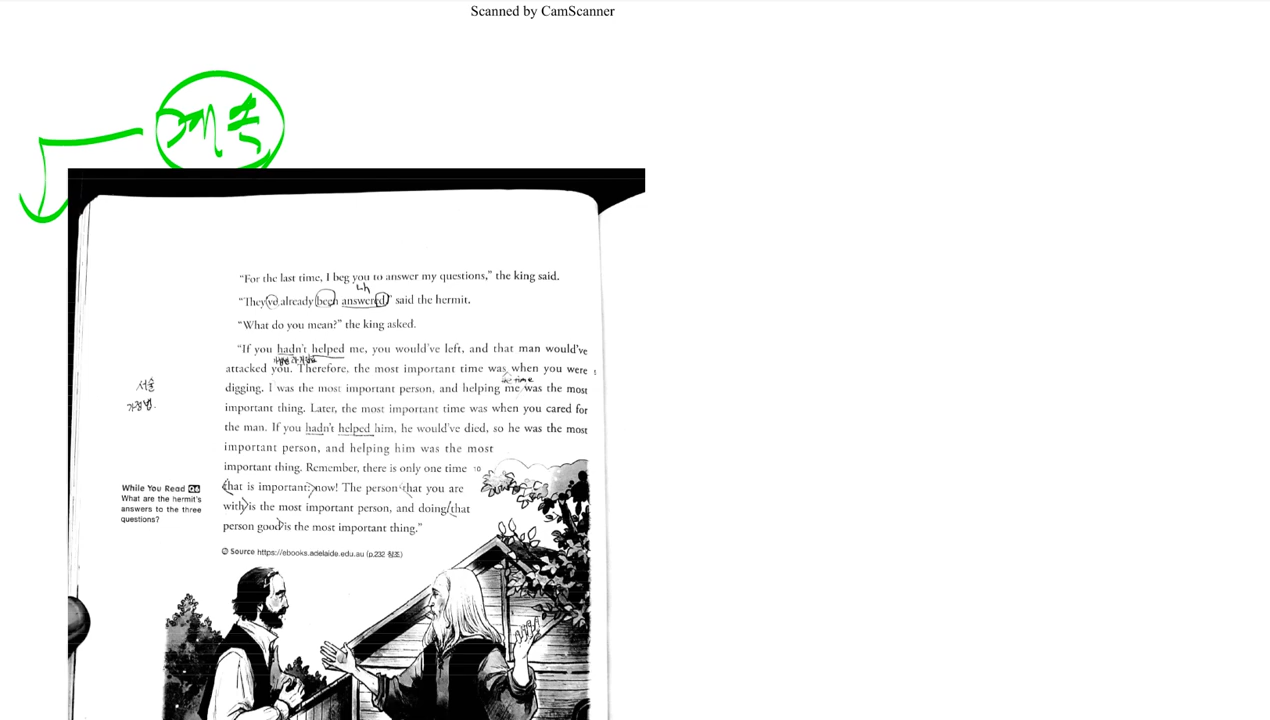 Scanned by CamScanner
계속
“For the last time, I beg you to answer my questions,” the king said.
“They've already been answered,” said the hermit.
“What do you mean?” the king asked.
“If you hadn't helped me, you would've left, and that man would've
attacked you. Therefore, the most important time was when you were
the time
digging, I was the most important person, and helping me was the most
서술
가정법.
important thing. Later, the most important time was when you cared for
the man. If you hadn't helped him, he would've died, so he was the most
important person, and helping him was the most
important thing. Remember, there is only one time 10
that is important: now! The person that you are
with is the most important person, and doing that
person good is the most important thing.”
While You Read Q4
What are the hermit's
answers to the three
questions?
Source https://ebooks.adelaide.edu.au (p.232 참조)